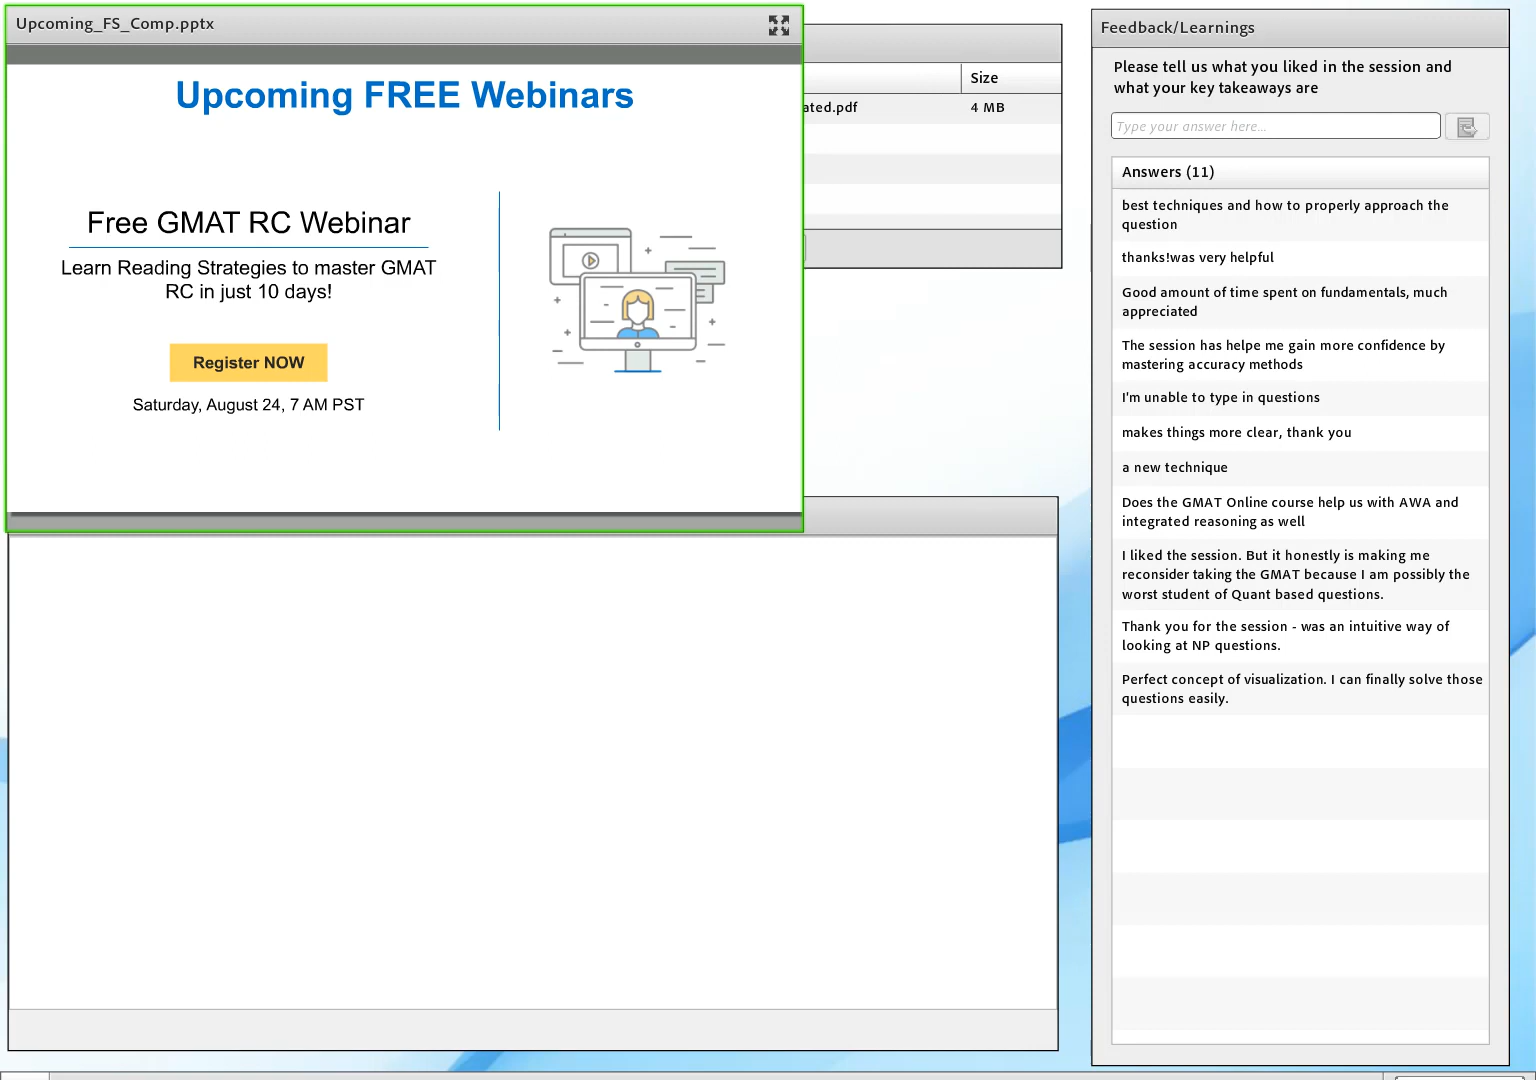 Upcoming_FS_Comp.pptx
Upcoming FREE Webinars
Free GMAT RC Webinar
Learn Reading Strategies to master GMAT
RC in just 10 days!
Register NOW
Saturday, August 24, 7 AM PST
Size
ated.pdf 4 MB
Feedback/Learnings
Please tell us what you liked in the session and
what your key takeaways are
Type your answer here...
Answers (11)
best techniques and how to properly approach the
question
thanks!was very helpful
Good amount of time spent on fundamentals, much
appreciated
The session has helpe me gain more confidence by
mastering accuracy methods
I'm unable to type in questions
makes things more clear, thank you
a new technique
Does the GMAT Online course help us with AWA and
integrated reasoning as well
I liked the session. But it honestly is making me
reconsider taking the GMAT because I am possibly the
worst student of Quant based questions.
Thank you for the session - was an intuitive way of
looking at NP questions.
Perfect concept of visualization. I can finally solve those
questions easily.